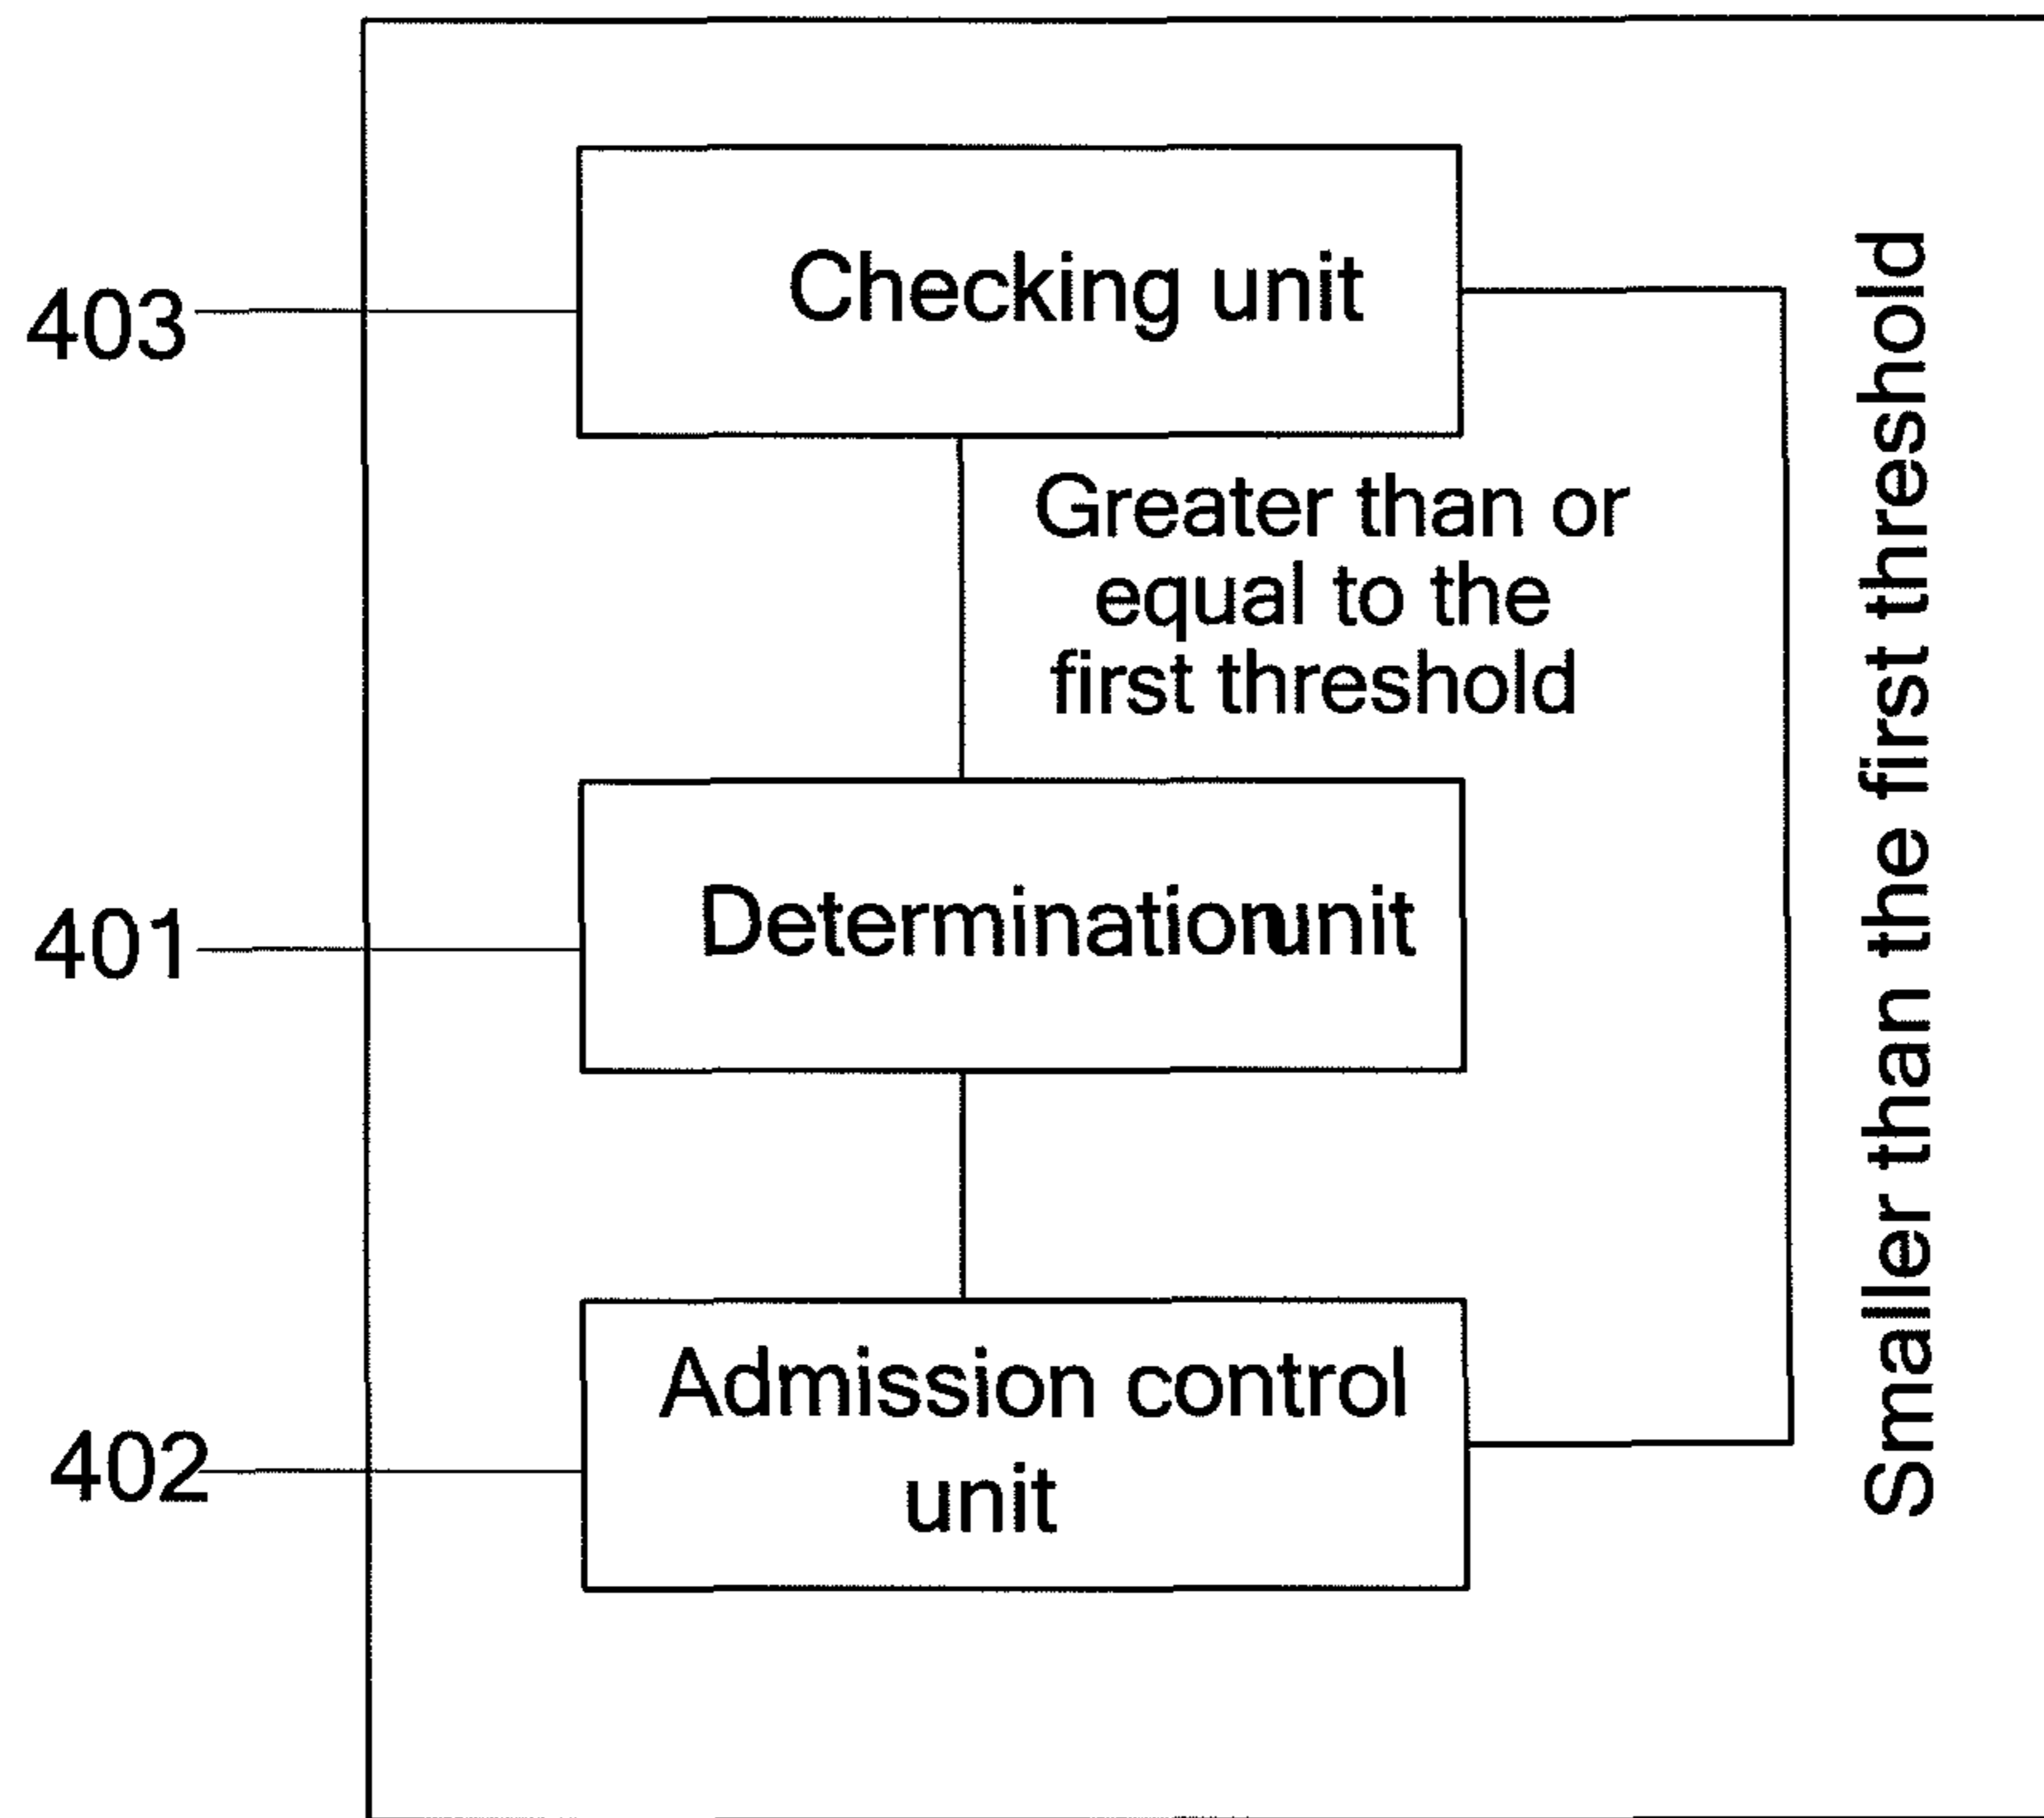 403
Checking unit
Greater than or
equal to the
first threshold
Smaller than the first threshold
401
Determinationunit
402
Admission control
unit